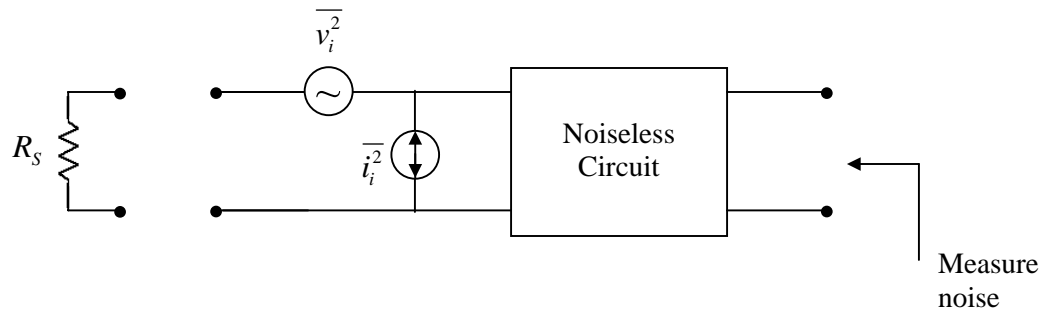 v_i^2
R_S
i_i^2
Noiseless
Circuit
Measure
noise